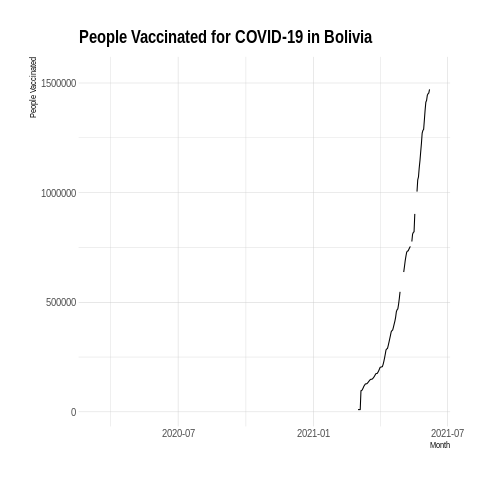 People Vaccinated for COVID-19 in Bolivia
People Vaccinated
1500000
1000000
500000
0
2020-07
2021-01
2021-07
Month